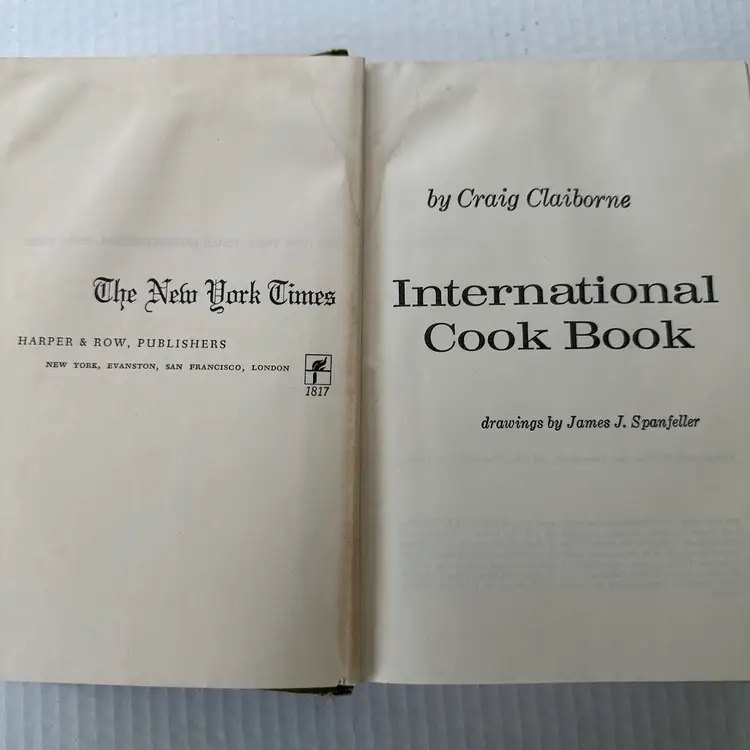 The New York Times
HARPER & ROW, PUBLISHERS
NEW YORK, EVANSTON, SAN FRANCISCO, LONDON
1817
by Craig Claiborne
International
Cook Book
drawings by James J. Spanfeller